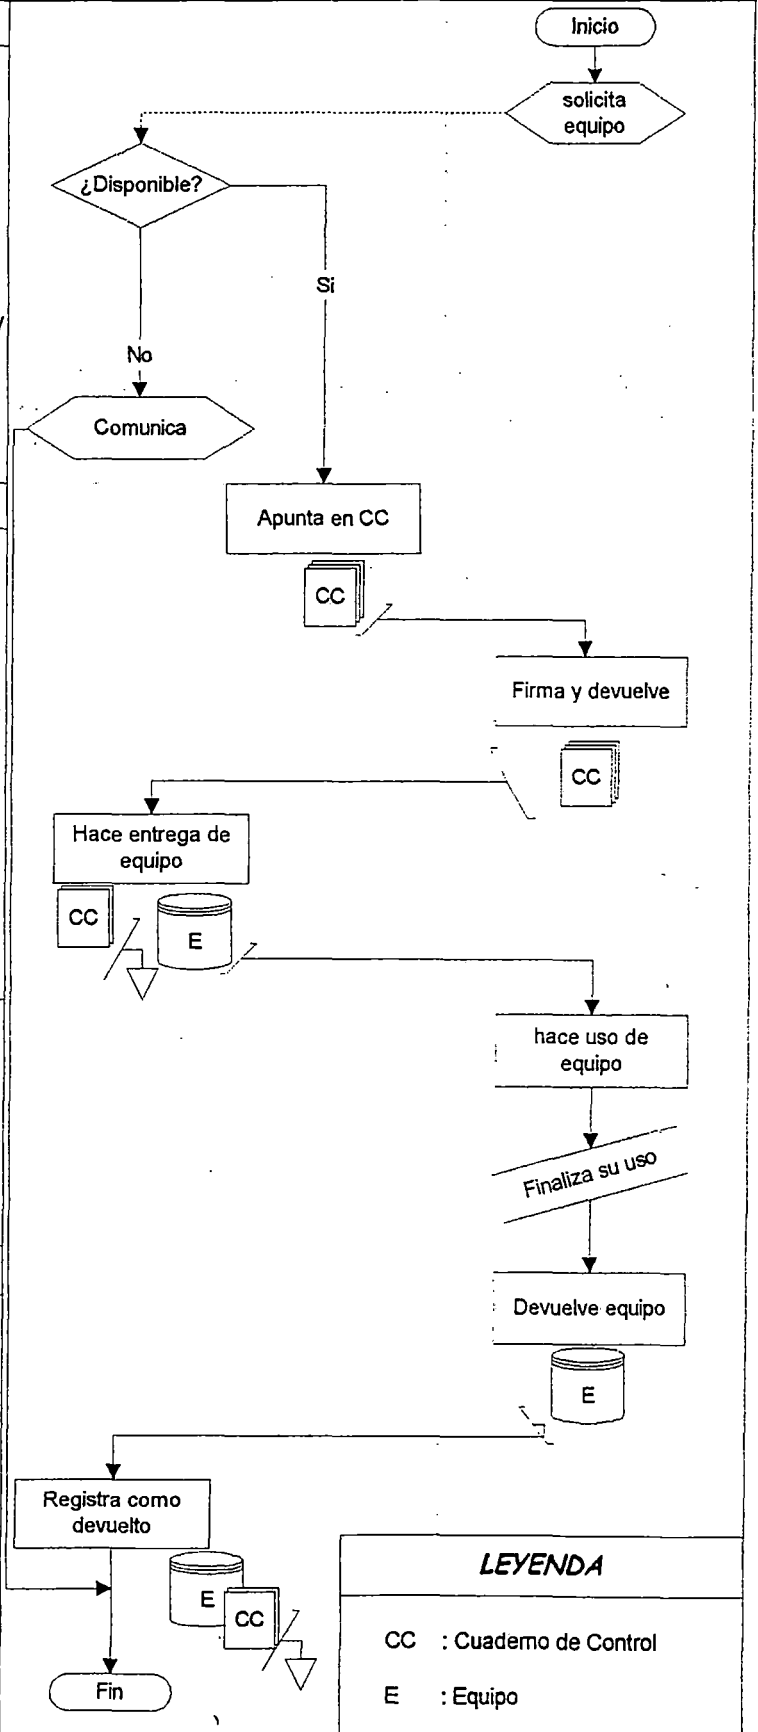 Inicio
solicita
equipo
¿Disponible?
Si
No
Comunica
Apunta en CC
CC
Firma y devuelve
CC
Hace entrega de
equipo
CC
E
hace uso de
equipo
Finaliza su uso
Devuelve equipo
E
Registra como
devuelto
E
CC
Fin
LEYENDA
CC : Cuaderno de Control
E : Equipo